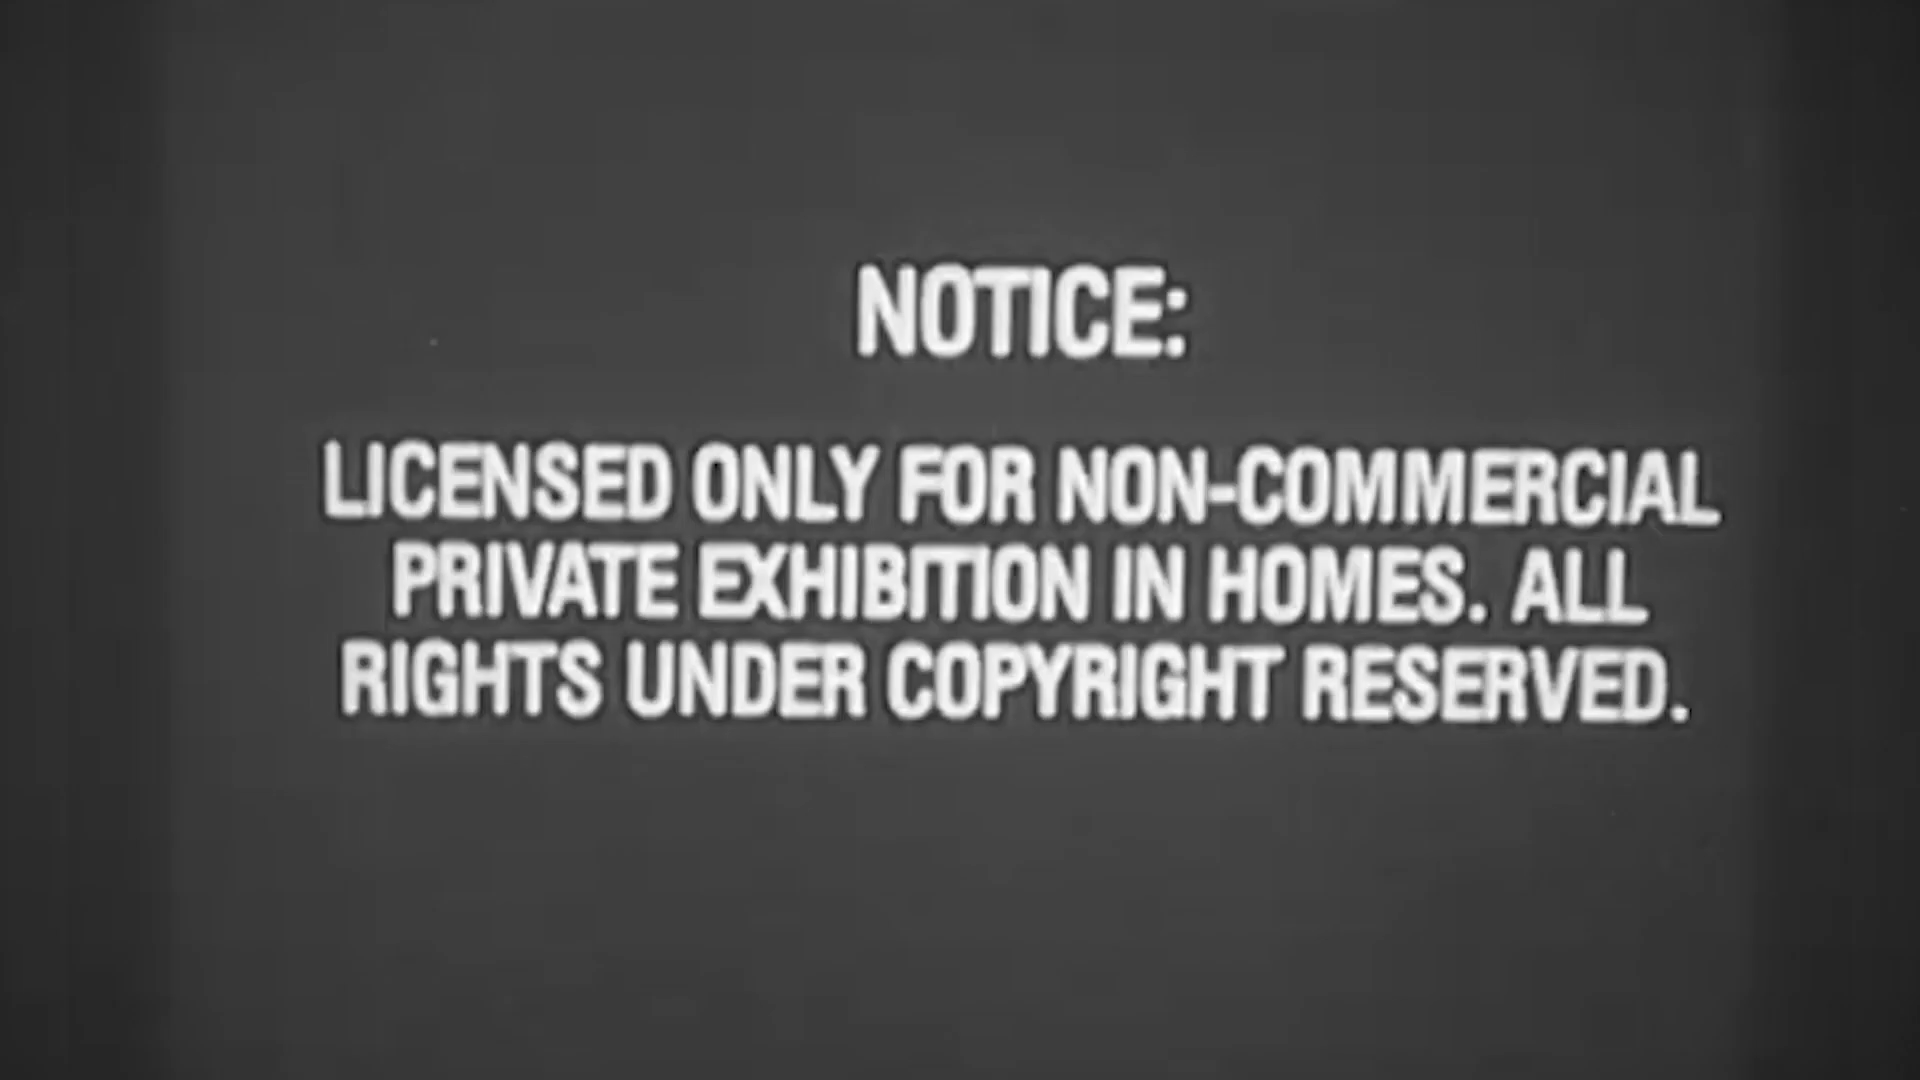 NOTICE:
LICENSED ONLY FOR NON-COMMERCIAL
PRIVATE EXHIBITION IN HOMES. ALL
RIGHTS UNDER COPYRIGHT RESERVED.